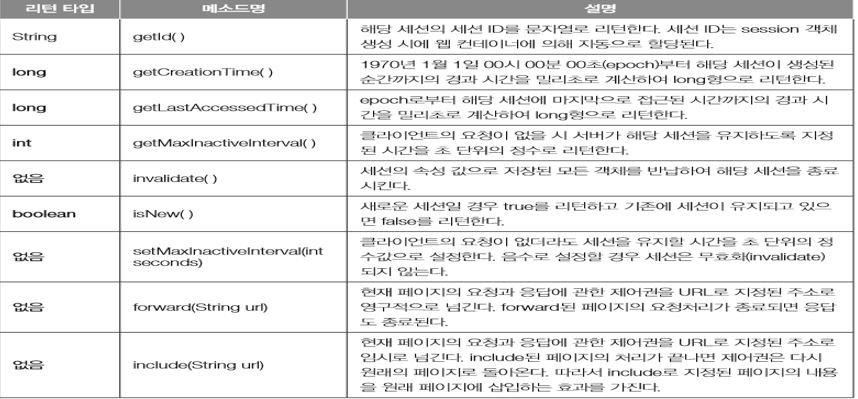 리턴 타입 메소드명 설명
String getId( ) 해당 세션의 세션 ID를 문자열로 리턴한다. 세션 ID는 session 객체
생성 시에 웹 컨테이너에 의해 자동으로 할당된다.
long getCreationTime( ) 1970년 1월 1일 00시 00분 00초(epoch)부터 해당 세션이 생성된
순간까지의 경과 시간을 밀리초로 계산하여 long형으로 리턴한다.
long getLastAccessedTime( ) epoch로부터 해당 세션에 마지막으로 접근된 시간까지의 경과 시
간을 밀리초로 계산하여 long형으로 리턴한다.
int getMaxInactiveInterval( ) 클라이언트의 요청이 없을 시 서버가 해당 세션을 유지하도록 지정
된 시간을 초 단위의 정수로 리턴한다.
없음 invalidate( ) 세션의 속성 값으로 저장된 모든 객체를 반납하여 해당 세션을 종료
시킨다.
boolean isNew( ) 새로운 세션일 경우 true를 리턴하고 기존에 세션이 유지되고 있으
면 false를 리턴한다.
없음 setMaxInactiveInterval(int seconds) 클라이언트의 요청이 없더라도 세션을 유지할 시간을 초 단위의 정
수값으로 설정한다. 음수로 설정할 경우 세션은 무효화(invalidate)
되지 않는다.
없음 forward(String url) 현재 페이지의 요청과 응답에 관한 제어권을 URL로 지정된 주소로
영구적으로 넘긴다. forward된 페이지의 요청처리가 종료되면 응답
도 종료된다.
없음 include(String url) 현재 페이지의 요청과 응답에 관한 제어권을 URL로 지정된 주소로
임시로 넘긴다. include된 페이지의 처리가 끝나면 제어권은 다시
원래의 페이지로 돌아온다. 따라서 include로 지정된 페이지의 내용
을 원래 페이지에 삽입하는 효과를 가진다.